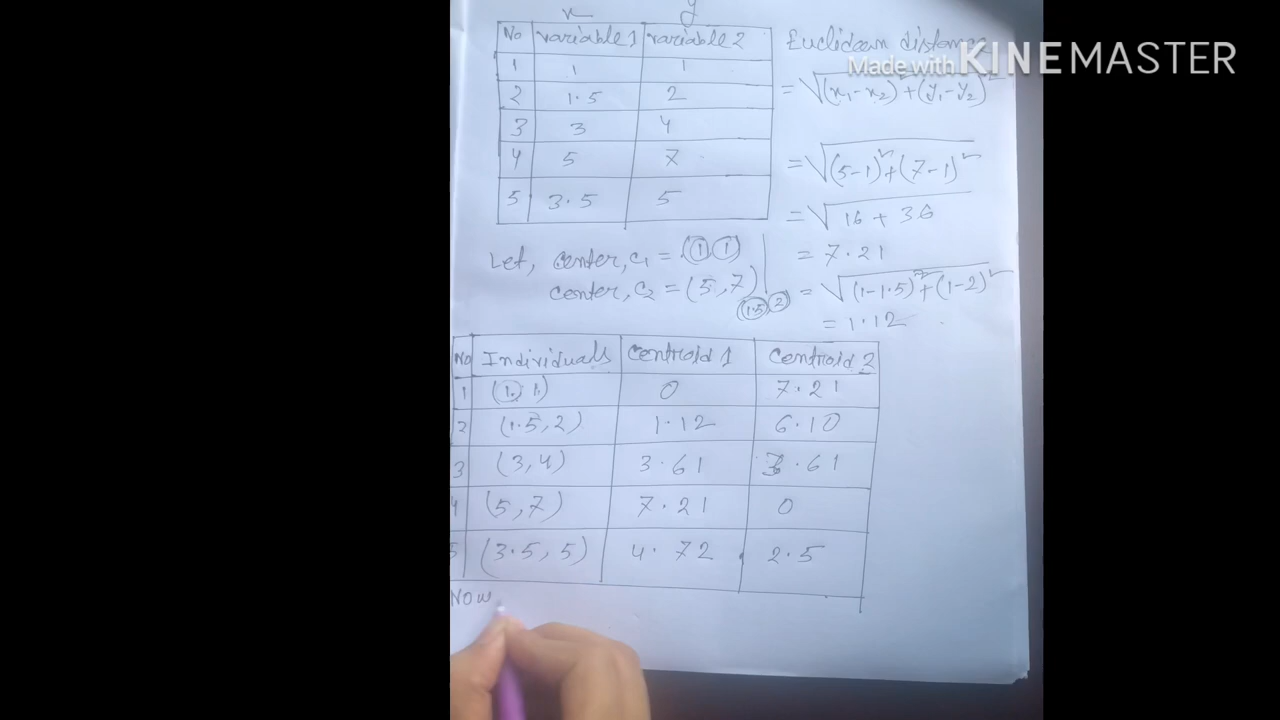 x y
No variable1 variable2
1 1 1
2 1.5 2
3 3 4
4 5 7
5 3.5 5
Euclidean distance
Made with KINEMASTER
= √(x₁-x₂)²+(y₁-y₂)²
= √(5-1)²+(7-1)²
= √16 + 36
= 7.21
= √(1-1.5)²+(1-2)²
= 1.12
Let, center, c₁ = (1, 1)
center, c₂ = (5, 7)
1.5 2
No Individuals Centroid 1 Centroid 2
1 (1, 1) 0 7.21
2 (1.5, 2) 1.12 6.10
3 (3, 4) 3.61 3.61
4 (5, 7) 7.21 0
5 (3.5, 5) 4.72 2.5
Now